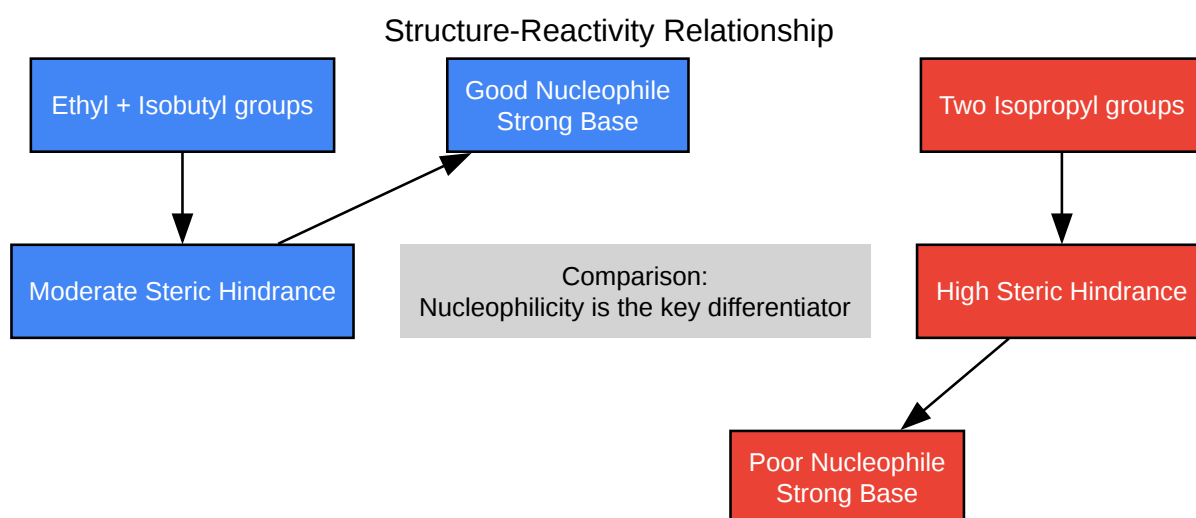 Structure-Reactivity Relationship
Ethyl + Isobutyl groups
Good Nucleophile
Strong Base
Two Isopropyl groups
Moderate Steric Hindrance
Comparison:
Nucleophilicity is the key differentiator
High Steric Hindrance
Poor Nucleophile
Strong Base